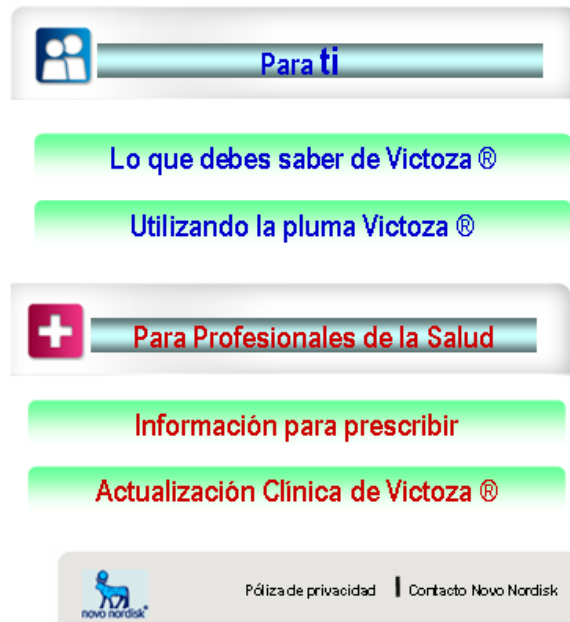 Para ti
Lo que debes saber de Victoza ®
Utilizando la pluma Victoza ®
Para Profesionales de la Salud
Información para prescribir
Actualización Clínica de Victoza ®
novo nordisk®
Póliza de privacidad | Contacto Novo Nordisk